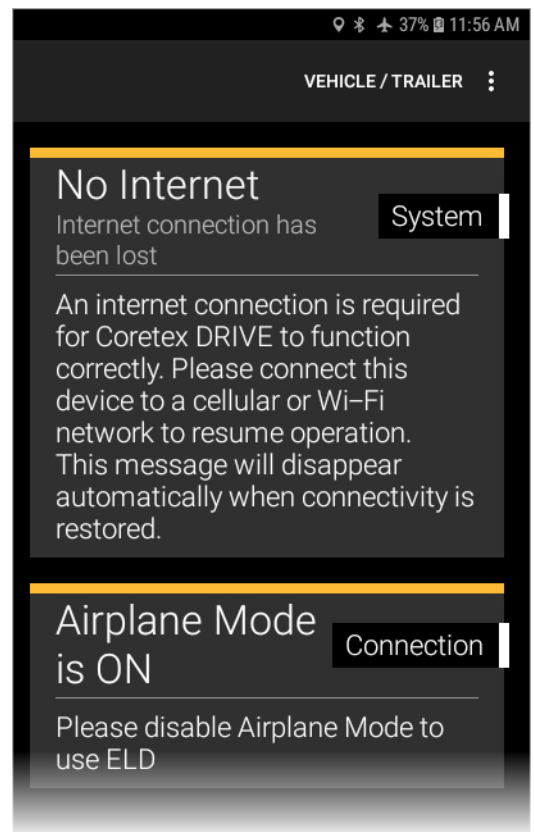 37% 11:56 AM
VEHICLE / TRAILER
No Internet
System
Internet connection has
been lost
An internet connection is required
for Coretex DRIVE to function
correctly. Please connect this
device to a cellular or Wi–Fi
network to resume operation.
This message will disappear
automatically when connectivity is
restored.
Airplane Mode
is ON
Connection
Please disable Airplane Mode to
use ELD